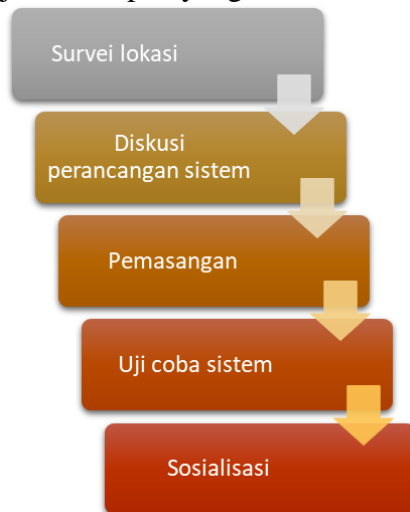 Survei lokasi
Diskusi
perancangan sistem
Pemasangan
Uji coba sistem
Sosialisasi